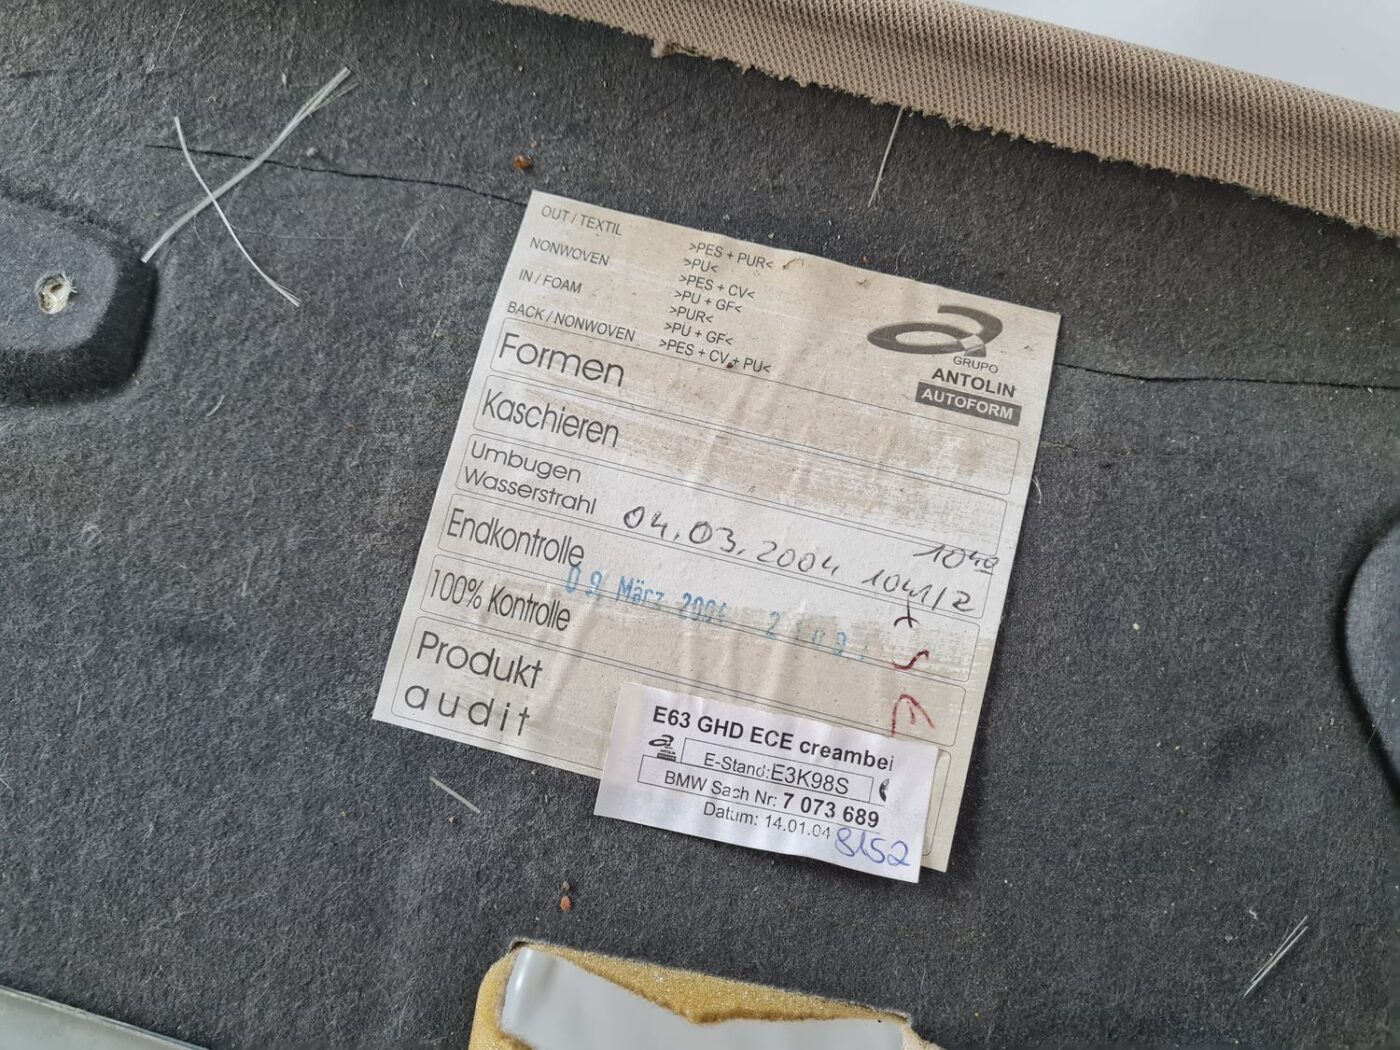 OUT / TEXTIL >PES + PUR<
>PU<
NONWOVEN >PES + CV<
>PU + GF<
IN / FOAM >PUR<
>PU + GF<
BACK / NONWOVEN >PES + CV + PU<
GRUPO
ANTOLIN
AUTOFORM
Formen
Kaschieren
Umbugen
Wasserstrahl 04.03.2004 10⁴⁰
1041/2
Endkontrolle
09 März 2004
100% Kontrolle
Produkt
audit
E63 GHD ECE creambei
ANTOLIN
E-Stand:E3K98S
BMW Sach Nr: 7 073 689
Datum: 14.01.04
8152